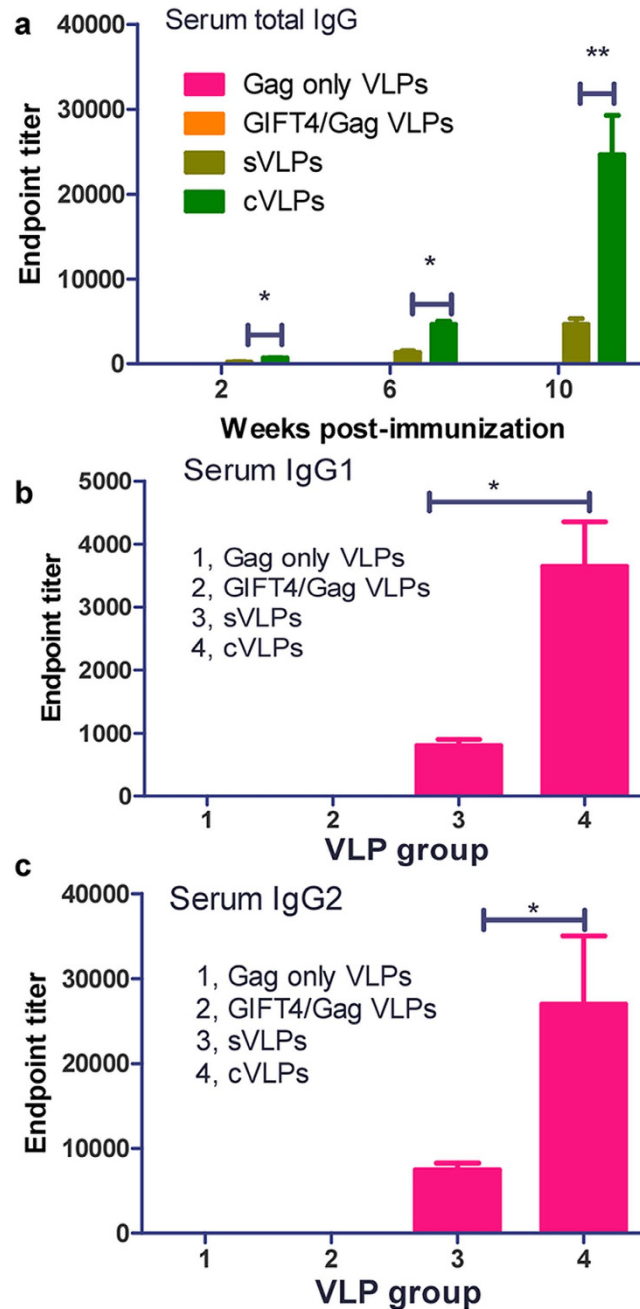 a
Serum total IgG
40000
30000
20000
10000
0
Endpoint titer
Gag only VLPs
GIFT4/Gag VLPs
sVLPs
cVLPs
*
*
**
2 6 10
Weeks post-immunization
b
Serum IgG1
5000
4000
3000
2000
1000
0
Endpoint titer
1, Gag only VLPs
2, GIFT4/Gag VLPs
3, sVLPs
4, cVLPs
*
1 2 3 4
VLP group
c
Serum IgG2
40000
30000
20000
10000
0
Endpoint titer
1, Gag only VLPs
2, GIFT4/Gag VLPs
3, sVLPs
4, cVLPs
*
1 2 3 4
VLP group